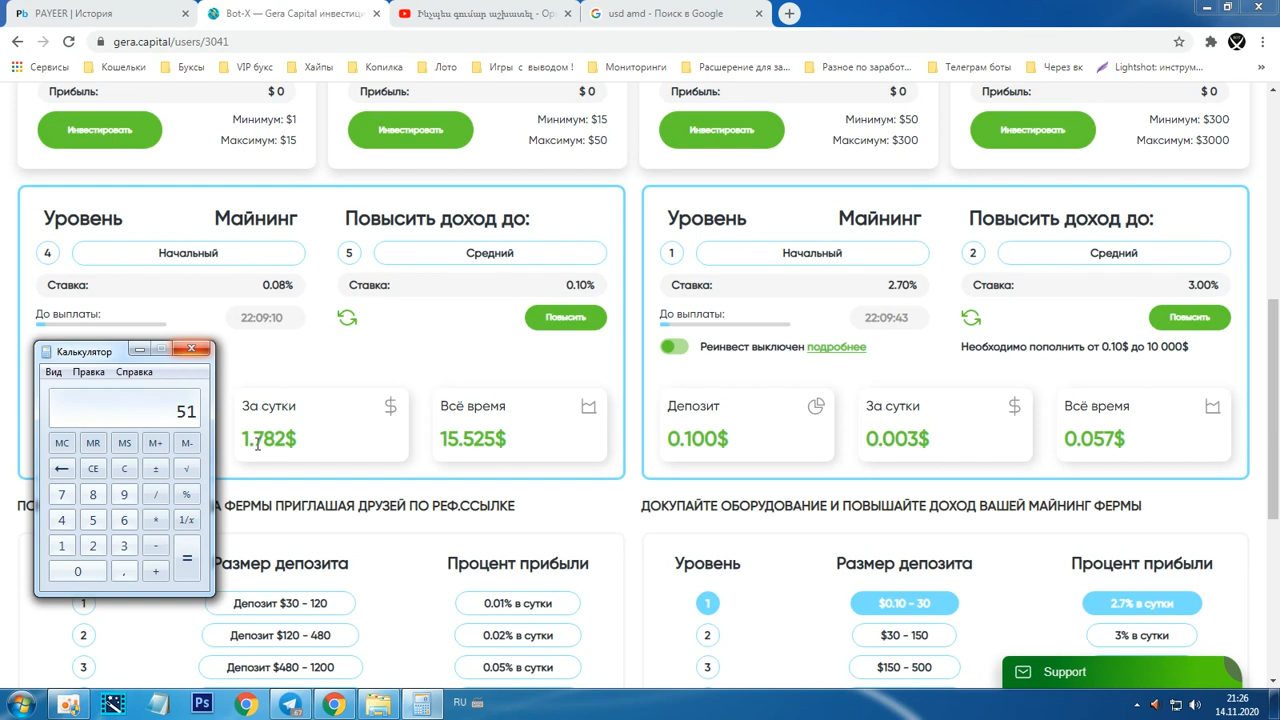 PAYEER | История
Bot-X — Gera Capital инвестици
Ինչպես գումար աշխատել - Op
usd amd - Поиск в Google
gera.capital/users/3041
Сервисы
Кошельки
Буксы
VIP букс
Хайпы
Копилка
Лото
Игры с выводом !
Мониторинги
Расшерение для за...
Разное по заработ...
Телеграм боты
Через вк
Lightshot: инструм...
»
Прибыль: $ 0
Прибыль: $ 0
Прибыль: $ 0
Прибыль: $ 0
Инвестировать
Минимум: $1
Максимум: $15
Инвестировать
Минимум: $15
Максимум: $50
Инвестировать
Минимум: $50
Максимум: $300
Инвестировать
Минимум: $300
Максимум: $3000
Уровень Майнинг Повысить доход до:
4 Начальный 5 Средний
Ставка: 0.08% Ставка: 0.10%
До выплаты: 22:09:10 Повысить
За сутки $
1.782$
Всё время
15.525$
Уровень Майнинг Повысить доход до:
1 Начальный 2 Средний
Ставка: 2.70% Ставка: 3.00%
До выплаты: 22:09:43 Повысить
Реинвест выключен подробнее Необходимо пополнить от 0.10$ до 10 000$
Депозит
0.100$
За сутки $
0.003$
Всё время
0.057$
Калькулятор
Вид Правка Справка
51
MC MR MS M+ M-
← CE C ± √
7 8 9 / %
4 5 6 * 1/x
1 2 3 - =
0 , +
ФЕРМЫ ПРИГЛАШАЯ ДРУЗЕЙ ПО РЕФ.ССЫЛКЕ
Размер депозита Процент прибыли
1 Депозит $30 - 120 0.01% в сутки
2 Депозит $120 - 480 0.02% в сутки
3 Депозит $480 - 1200 0.05% в сутки
ДОКУПАЙТЕ ОБОРУДОВАНИЕ И ПОВЫШАЙТЕ ДОХОД ВАШЕЙ МАЙНИНГ ФЕРМЫ
Уровень Размер депозита Процент прибыли
1 $0.10 - 30 2.7% в сутки
2 $30 - 150 3% в сутки
3 $150 - 500
Support
Ps
67
RU
21:26
14.11.2020